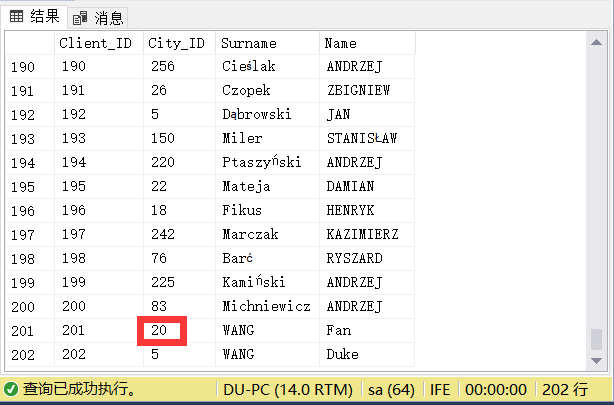 结果 消息
Client_ID City_ID Surname Name
190 190 256 Cieślak ANDRZEJ
191 191 26 Czopek ZBIGNIEW
192 192 5 Dąbrowski JAN
193 193 150 Miler STANISŁAW
194 194 220 Ptaszyński ANDRZEJ
195 195 22 Mateja DAMIAN
196 196 18 Fikus HENRYK
197 197 242 Marczak KAZIMIERZ
198 198 76 Barć RYSZARD
199 199 225 Kamiński ANDRZEJ
200 200 83 Michniewicz ANDRZEJ
201 201 20 WANG Fan
202 202 5 WANG Duke
查询已成功执行。 DU-PC (14.0 RTM) sa (64) IFE 00:00:00 202 行